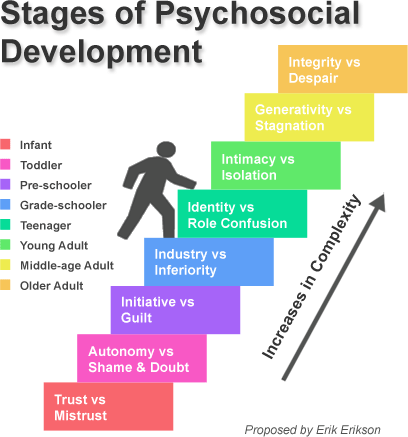 Stages of Psychosocial
Development
Integrity vs
Despair
Generativity vs
Stagnation
Intimacy vs
Isolation
Identity vs
Role Confusion
Industry vs
Inferiority
Initiative vs
Guilt
Autonomy vs
Shame & Doubt
Trust vs
Mistrust
Infant
Toddler
Pre-schooler
Grade-schooler
Teenager
Young Adult
Middle-age Adult
Older Adult
Increases in Complexity
Proposed by Erik Erikson